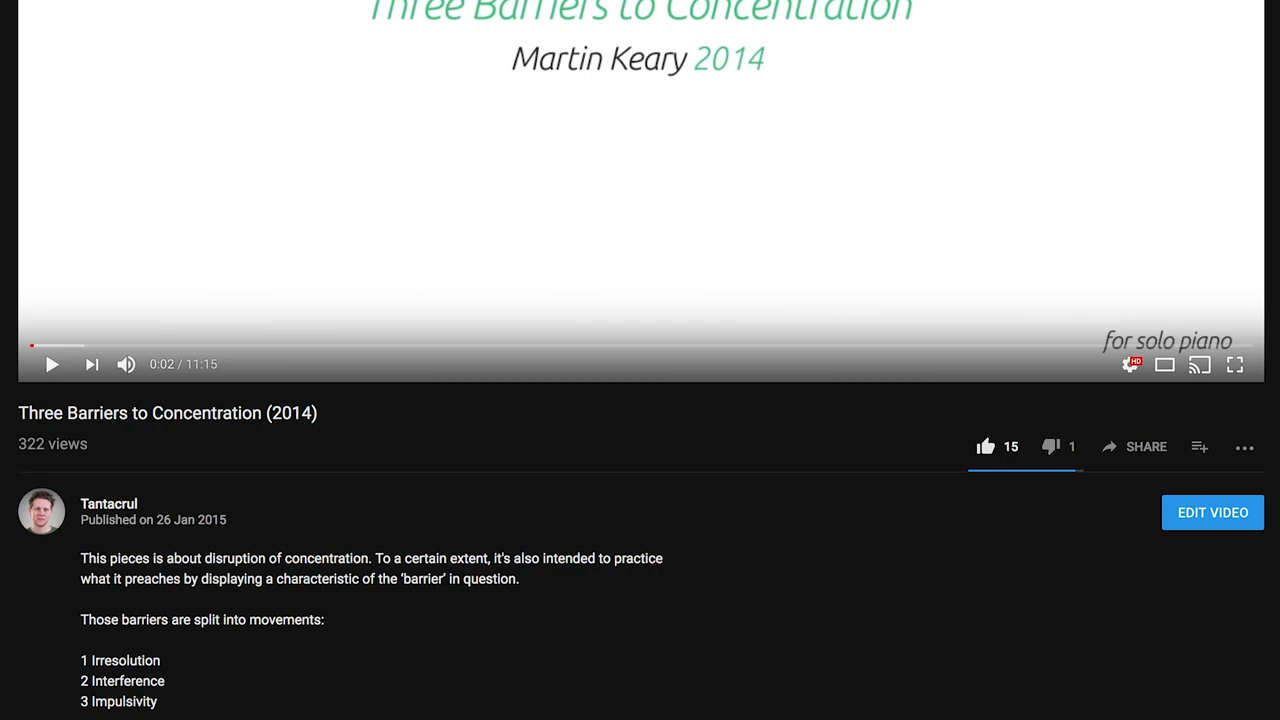 Three Barriers to Concentration
Martin Keary 2014
for solo piano
0:02 / 11:15
HD
Three Barriers to Concentration (2014)
322 views
15
1
SHARE
Tantacrul
Published on 26 Jan 2015
EDIT VIDEO
This pieces is about disruption of concentration. To a certain extent, it's also intended to practice
what it preaches by displaying a characteristic of the ‘barrier’ in question.
Those barriers are split into movements:
1 Irresolution
2 Interference
3 Impulsivity